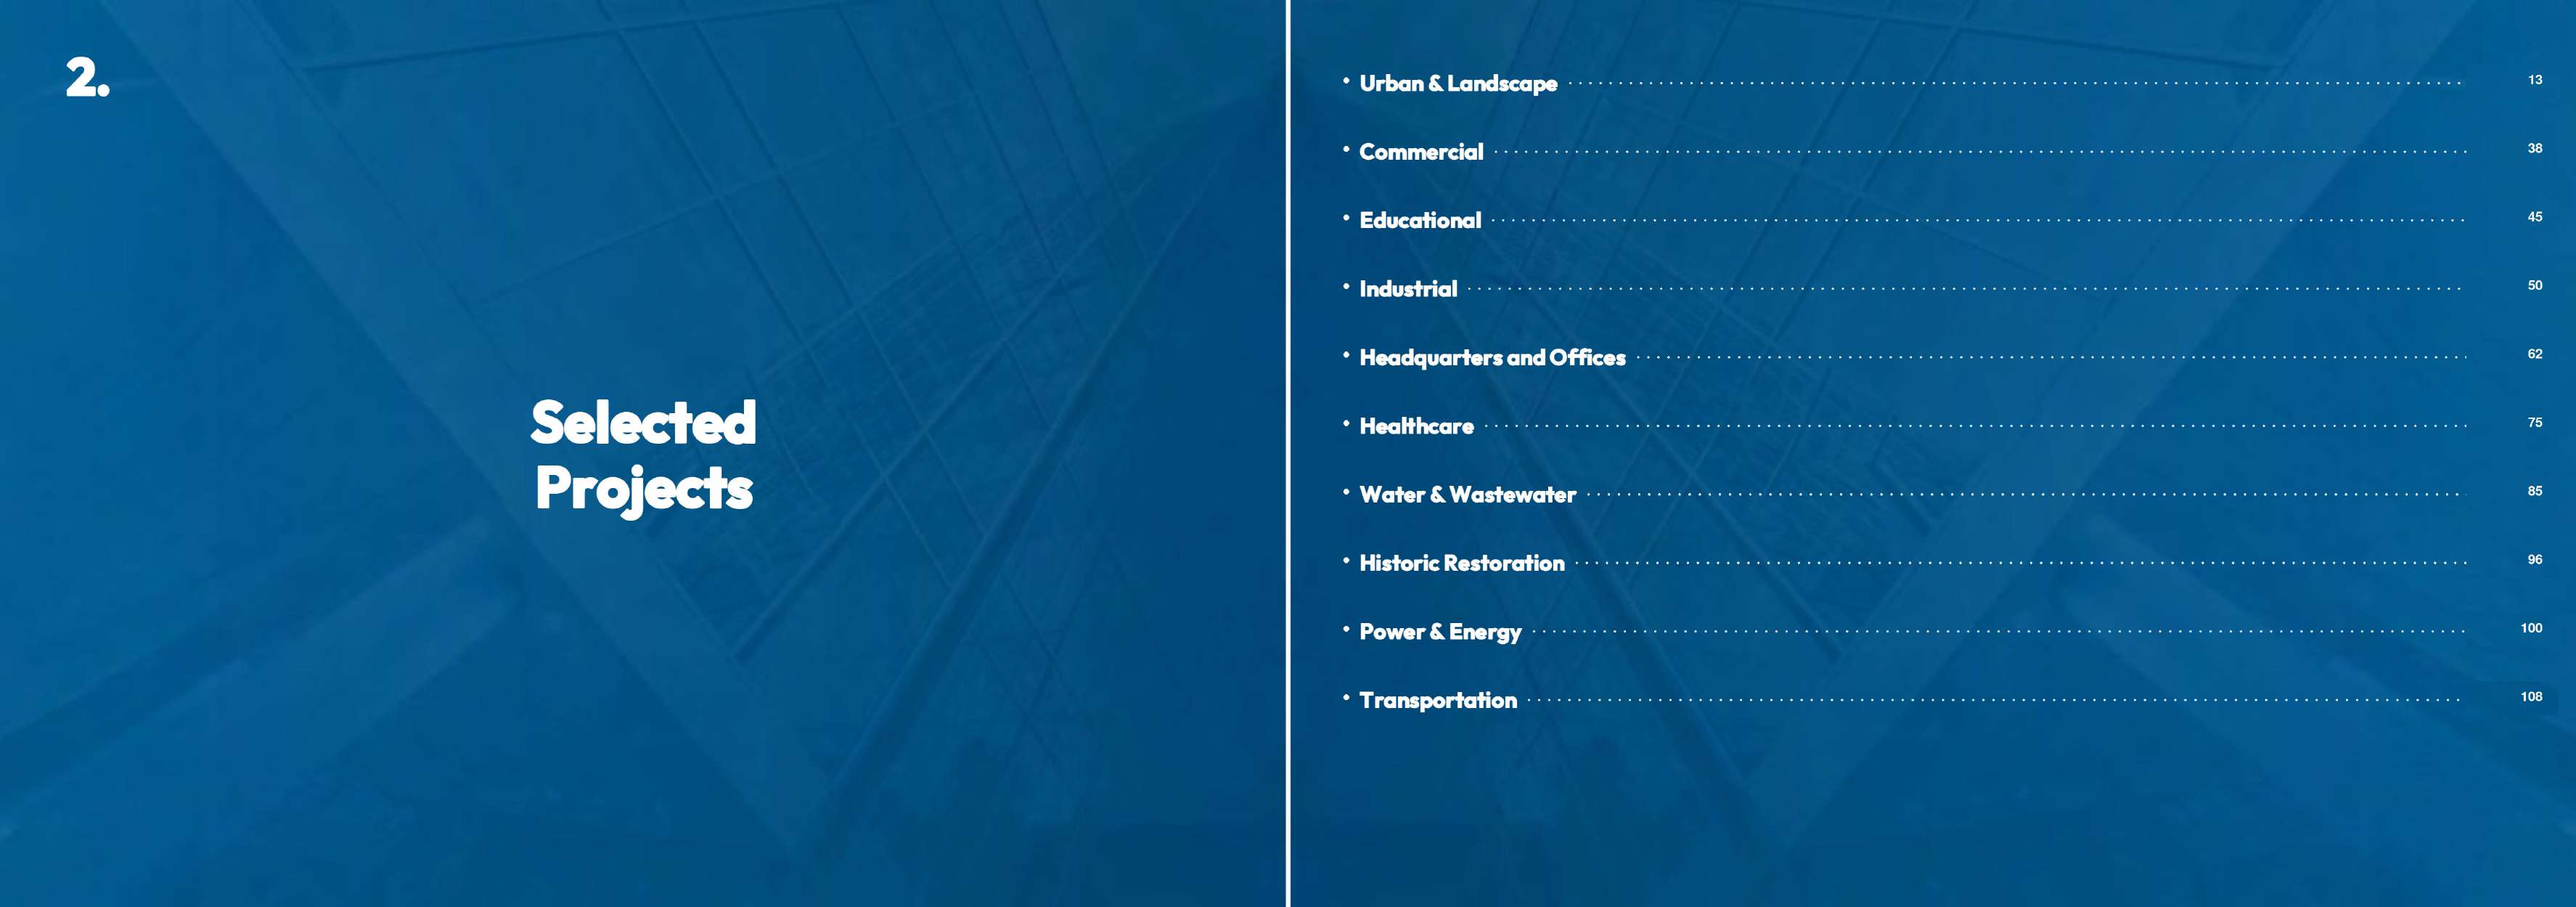 2.
Selected
Projects
• Urban & Landscape 13
• Commercial 38
• Educational 45
• Industrial 50
• Headquarters and Offices 62
• Healthcare 75
• Water & Wastewater 85
• Historic Restoration 96
• Power & Energy 100
• Transportation 108